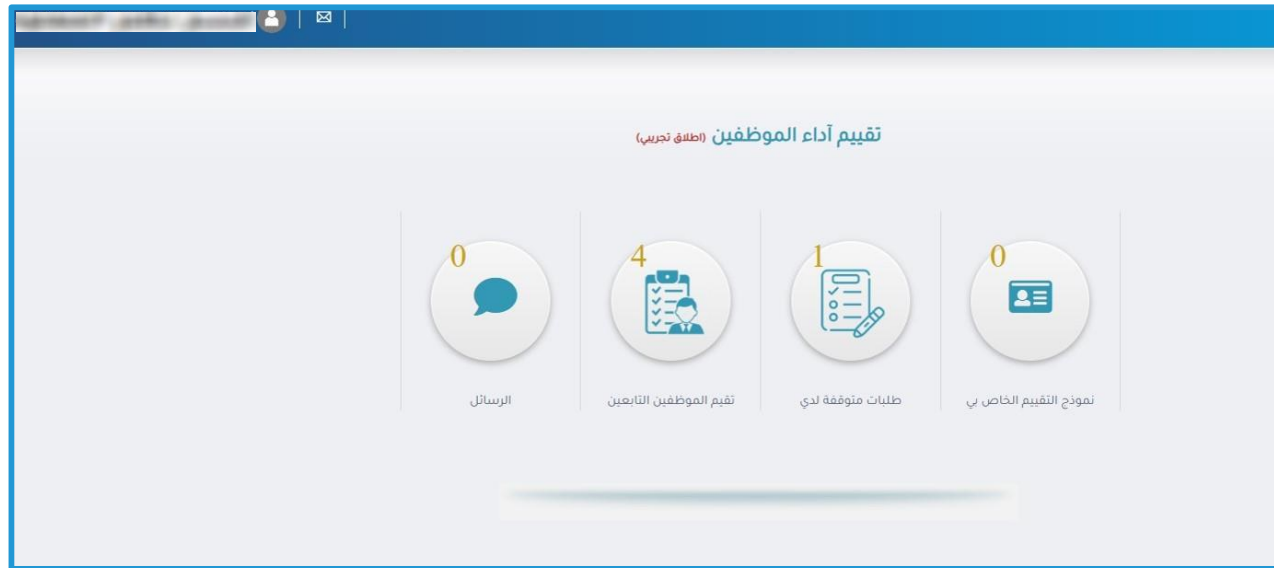 تقييم آداء الموظفين (اطلاق تجريبي)
0
1
4
0
نموذج التقييم الخاص بي
طلبات متوقفة لدي
تقيم الموظفين التابعين
الرسائل